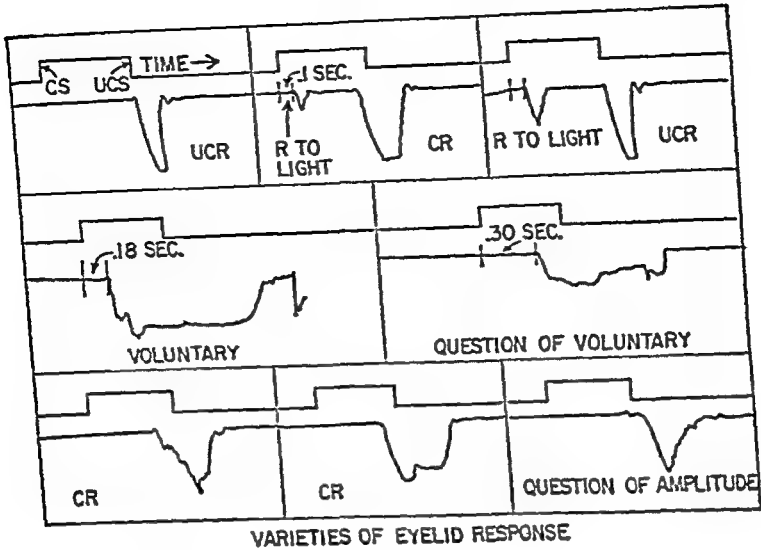 CS UCS TIME→
UCR
.1 SEC.
R TO
LIGHT
CR
R TO LIGHT
UCR
.18 SEC.
VOLUNTARY
.30 SEC.
QUESTION OF VOLUNTARY
CR
CR
QUESTION OF AMPLITUDE
VARIETIES OF EYELID RESPONSE